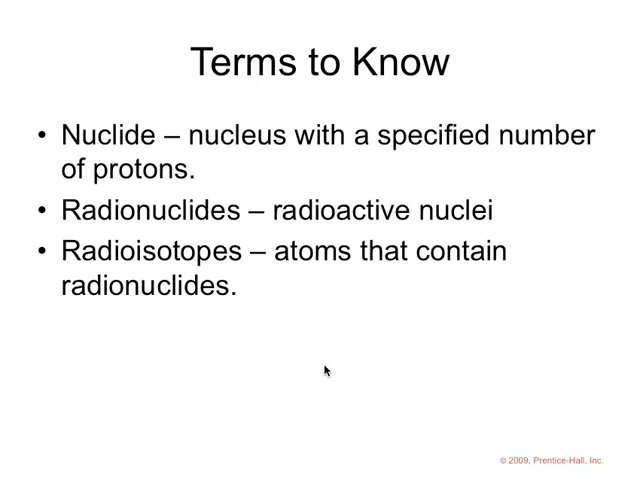 Terms to Know
• Nuclide – nucleus with a specified number
of protons.
• Radionuclides – radioactive nuclei
• Radioisotopes – atoms that contain
radionuclides.
© 2009, Prentice-Hall, Inc.